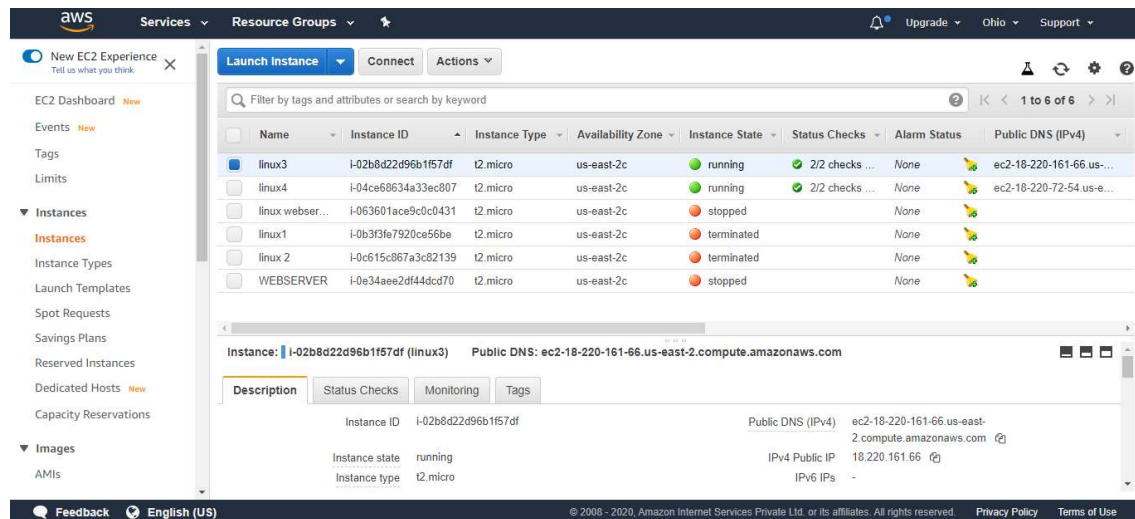 aws Services Resource Groups Upgrade Ohio Support
New EC2 Experience
Tell us what you think
EC2 Dashboard New
Events New
Tags
Limits
Instances
Instances
Instance Types
Launch Templates
Spot Requests
Savings Plans
Reserved Instances
Dedicated Hosts New
Capacity Reservations
Images
AMIs
Launch Instance Connect Actions
Filter by tags and attributes or search by keyword 1 to 6 of 6
Name Instance ID Instance Type Availability Zone Instance State Status Checks Alarm Status Public DNS (IPv4)
linux3 i-02b8d22d96b1f57df t2.micro us-east-2c running 2/2 checks ... None ec2-18-220-161-66.us-...
linux4 i-04ce68634a33ec807 t2.micro us-east-2c running 2/2 checks ... None ec2-18-220-72-54.us-e...
linux webser... i-063601ace9c0c0431 t2.micro us-east-2c stopped None
linux1 i-0b3f3fe7920ce56be t2.micro us-east-2c terminated None
linux 2 i-0c615c867a3c82139 t2.micro us-east-2c terminated None
WEBSERVER i-0e34aee2df44dcd70 t2.micro us-east-2c stopped None
Instance: i-02b8d22d96b1f57df (linux3) Public DNS: ec2-18-220-161-66.us-east-2.compute.amazonaws.com
Description Status Checks Monitoring Tags
Instance ID i-02b8d22d96b1f57df Public DNS (IPv4) ec2-18-220-161-66.us-east-
2.compute.amazonaws.com
Instance state running IPv4 Public IP 18.220.161.66
Instance type t2.micro IPv6 IPs -
Feedback English (US) © 2008 - 2020, Amazon Internet Services Private Ltd. or its affiliates. All rights reserved. Privacy Policy Terms of Use